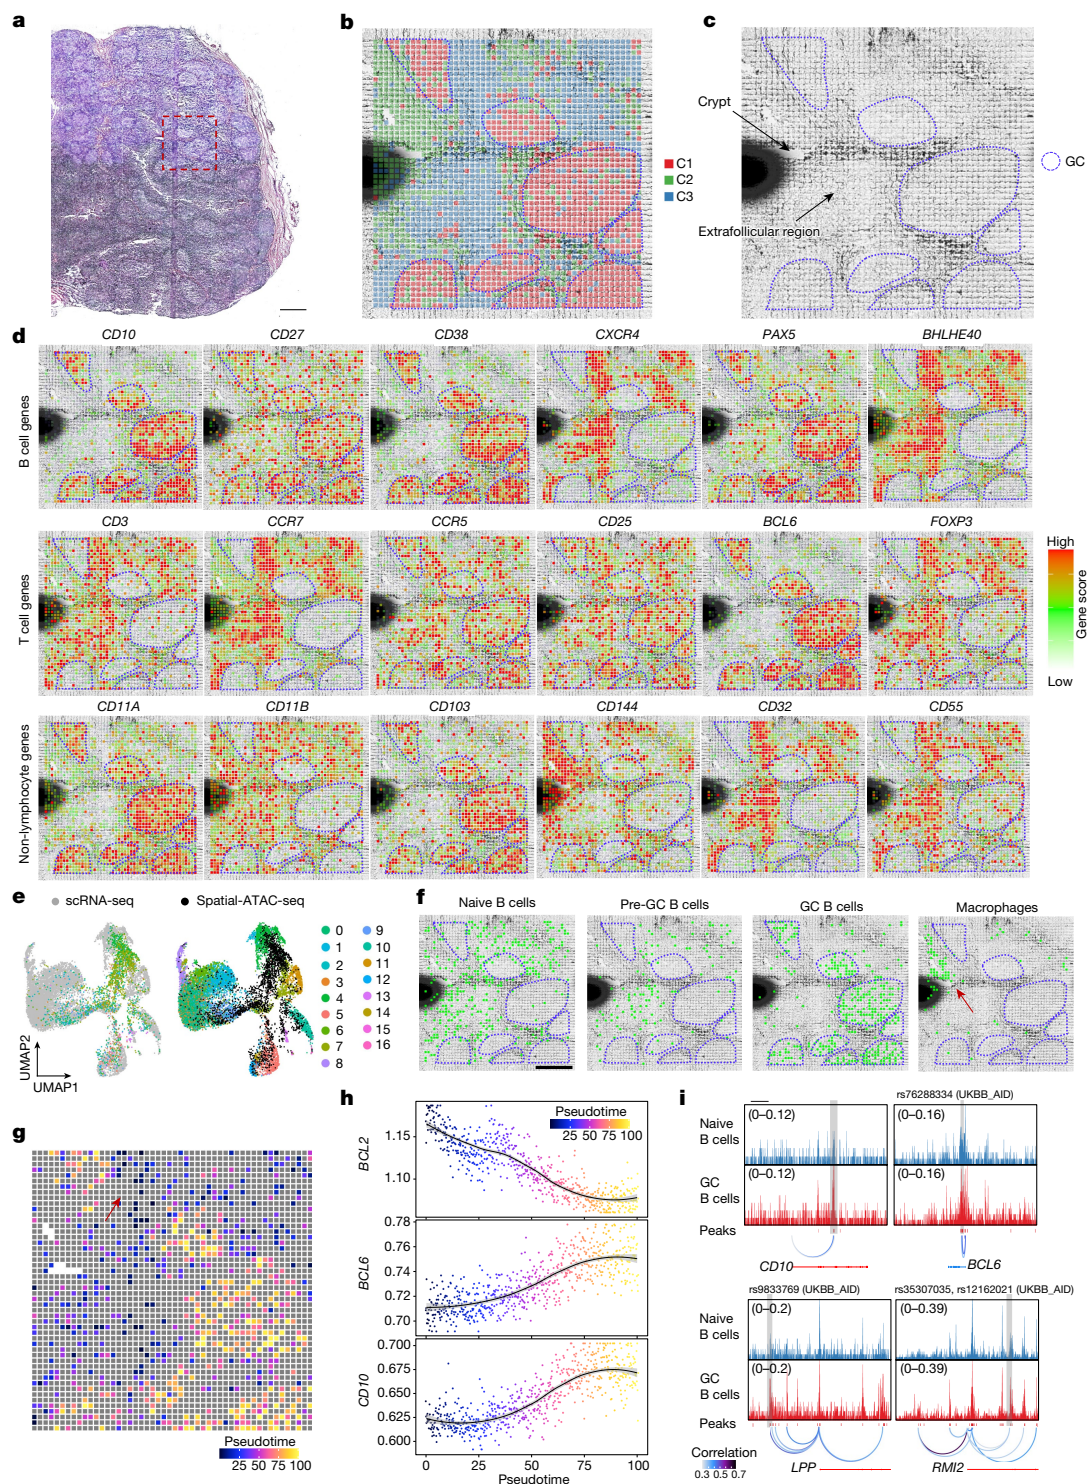 a
b
c
C1
C2
C3
Crypt
Extrafollicular region
GC
d
CD10
CD27
CD38
CXCR4
PAX5
BHLHE40
B cell genes
CD3
CCR7
CCR5
CD25
BCL6
FOXP3
T cell genes
CD11A
CD11B
CD103
CD144
CD32
CD55
Non-lymphocyte genes
High
Gene score
Low
e
scRNA-seq
Spatial-ATAC-seq
0
1
2
3
4
5
6
7
8
9
10
11
12
13
14
15
16
UMAP2
UMAP1
f
Naive B cells
Pre-GC B cells
GC B cells
Macrophages
g
Pseudotime
25 50 75 100
h
Pseudotime
25 50 75 100
BCL2
1.15
1.10
BCL6
0.78
0.76
0.74
0.72
0.70
CD10
0.700
0.675
0.650
0.625
0.600
0 25 50 75 100
Pseudotime
i
rs76288334 (UKBB_AID)
Naive B cells
(0–0.12)
(0–0.16)
GC B cells
(0–0.12)
(0–0.16)
Peaks
CD10
BCL6
rs9833769 (UKBB_AID)
rs35307035, rs12162021 (UKBB_AID)
Naive B cells
(0–0.2)
(0–0.39)
GC B cells
(0–0.2)
(0–0.39)
Peaks
Correlation
0.3 0.5 0.7
LPP
RMI2